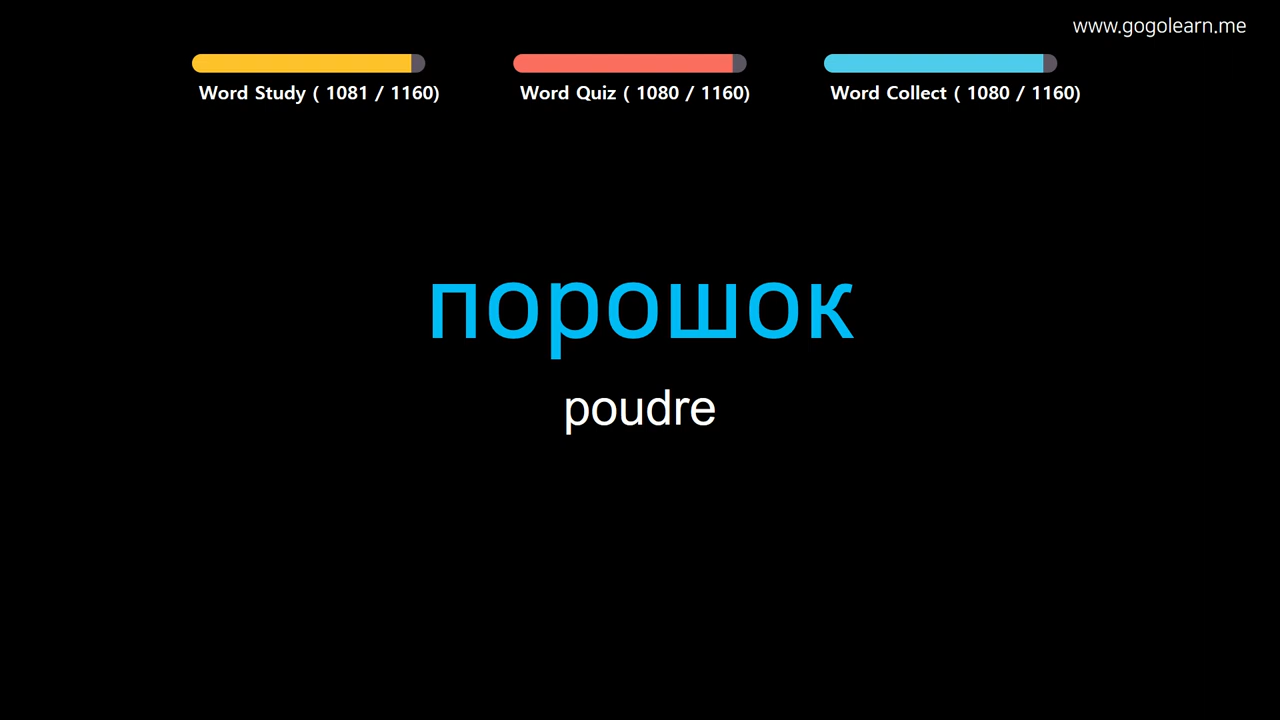 www.gogolearn.me
Word Study ( 1081 / 1160)
Word Quiz ( 1080 / 1160)
Word Collect ( 1080 / 1160)
порошок
poudre